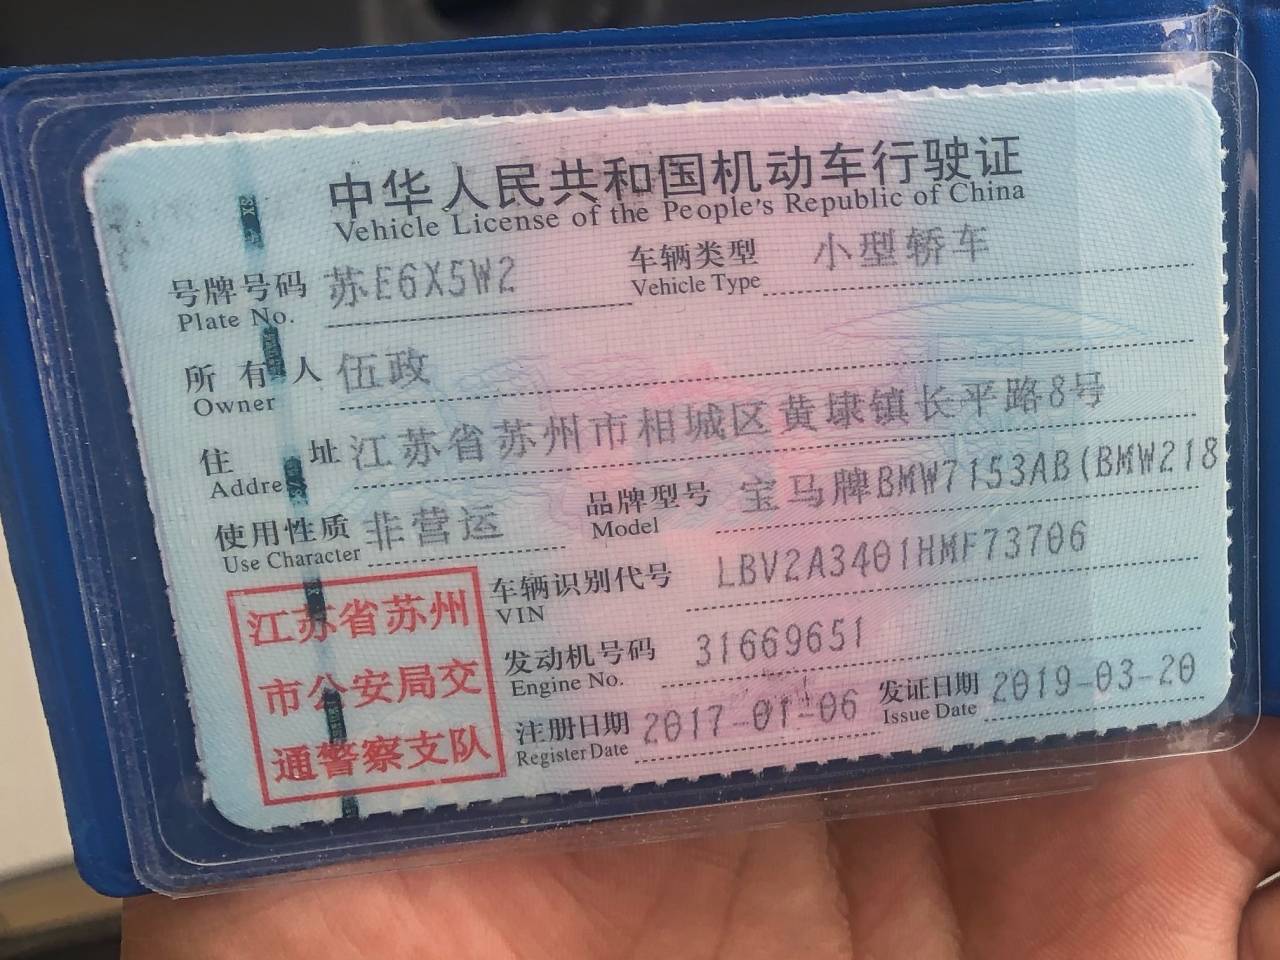 中华人民共和国机动车行驶证
Vehicle License of the People's Republic of China
号牌号码 苏E6X5W2 车辆类型 小型轿车
Plate No. Vehicle Type
所有人 伍政
Owner
住址 江苏省苏州市相城区黄埭镇长平路8号
Address
使用性质 非营运 品牌型号 宝马牌BMW7153AB(BMW218
Use Character Model
车辆识别代号 LBV2A3401HMF73706
VIN
发动机号码 31669651
Engine No.
注册日期 2017-01-06 发证日期 2019-03-20
Register Date Issue Date
江苏省苏州
市公安局交
通警察支队